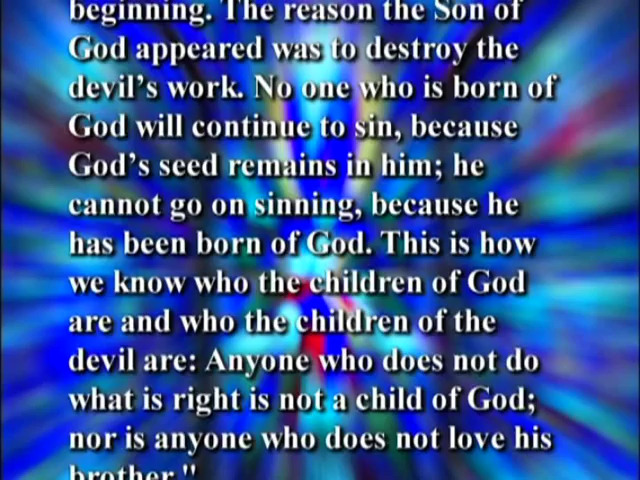 beginning. The reason the Son of
God appeared was to destroy the
devil's work. No one who is born of
God will continue to sin, because
God's seed remains in him; he
cannot go on sinning, because he
has been born of God. This is how
we know who the children of God
are and who the children of the
devil are: Anyone who does not do
what is right is not a child of God;
nor is anyone who does not love his
brother."